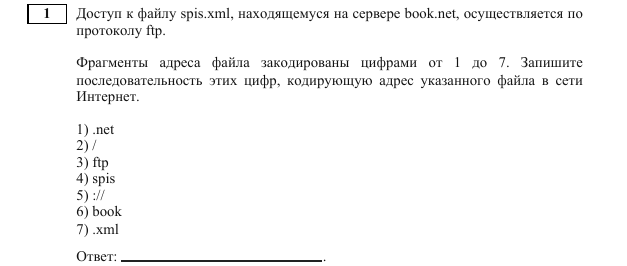 1 Доступ к файлу spis.xml, находящемуся на сервере book.net, осуществляется по
протоколу ftp.
Фрагменты адреса файла закодированы цифрами от 1 до 7. Запишите
последовательность этих цифр, кодирующую адрес указанного файла в сети
Интернет.
1) .net
2) /
3) ftp
4) spis
5) ://
6) book
7) .xml
Ответ: ____________________________.